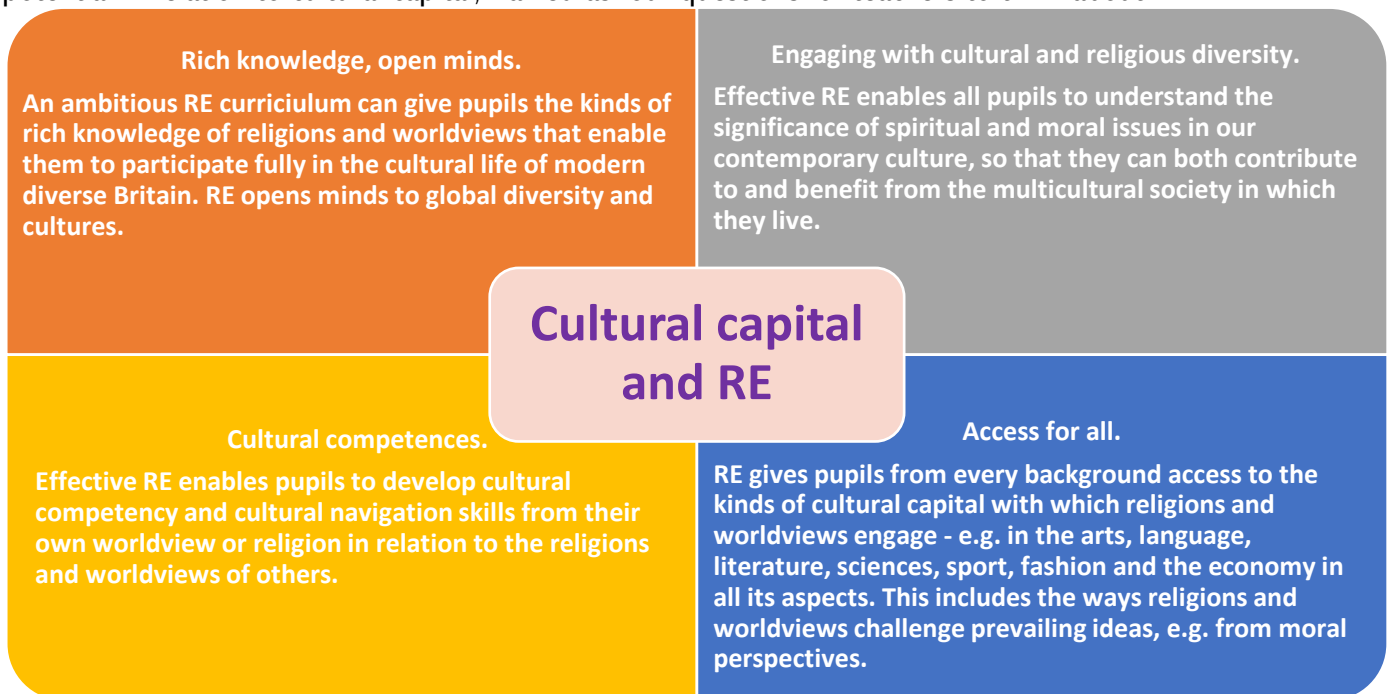 Rich knowledge, open minds.
An ambitious RE curriciulum can give pupils the kinds of
rich knowledge of religions and worldviews that enable
them to participate fully in the cultural life of modern
diverse Britain. RE opens minds to global diversity and
cultures.
Engaging with cultural and religious diversity.
Effective RE enables all pupils to understand the
significance of spiritual and moral issues in our
contemporary culture, so that they can both contribute
to and benefit from the multicultural society in which
they live.
Cultural capital
and RE
Cultural competences.
Effective RE enables pupils to develop cultural
competency and cultural navigation skills from their
own worldview or religion in relation to the religions
and worldviews of others.
Access for all.
RE gives pupils from every background access to the
kinds of cultural capital with which religions and
worldviews engage - e.g. in the arts, language,
literature, sciences, sport, fashion and the economy in
all its aspects. This includes the ways religions and
worldviews challenge prevailing ideas, e.g. from moral
perspectives.